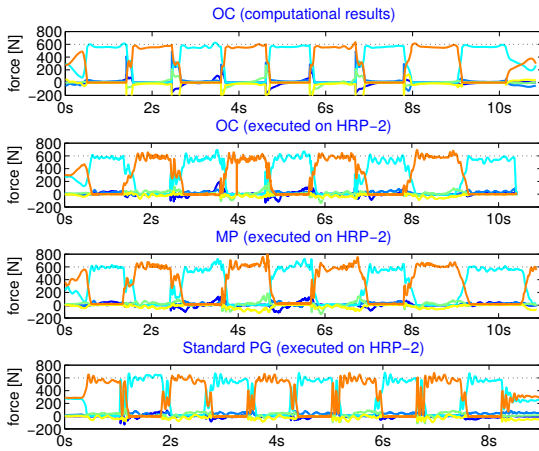 OC (computational results)
force [N]
800
600
400
200
0
−200
0s 2s 4s 6s 8s 10s
OC (executed on HRP−2)
force [N]
800
600
400
200
0
−200
0s 2s 4s 6s 8s 10s
MP (executed on HRP−2)
force [N]
800
600
400
200
0
−200
0s 2s 4s 6s 8s 10s
Standard PG (executed on HRP−2)
force [N]
800
600
400
200
0
−200
0s 2s 4s 6s 8s